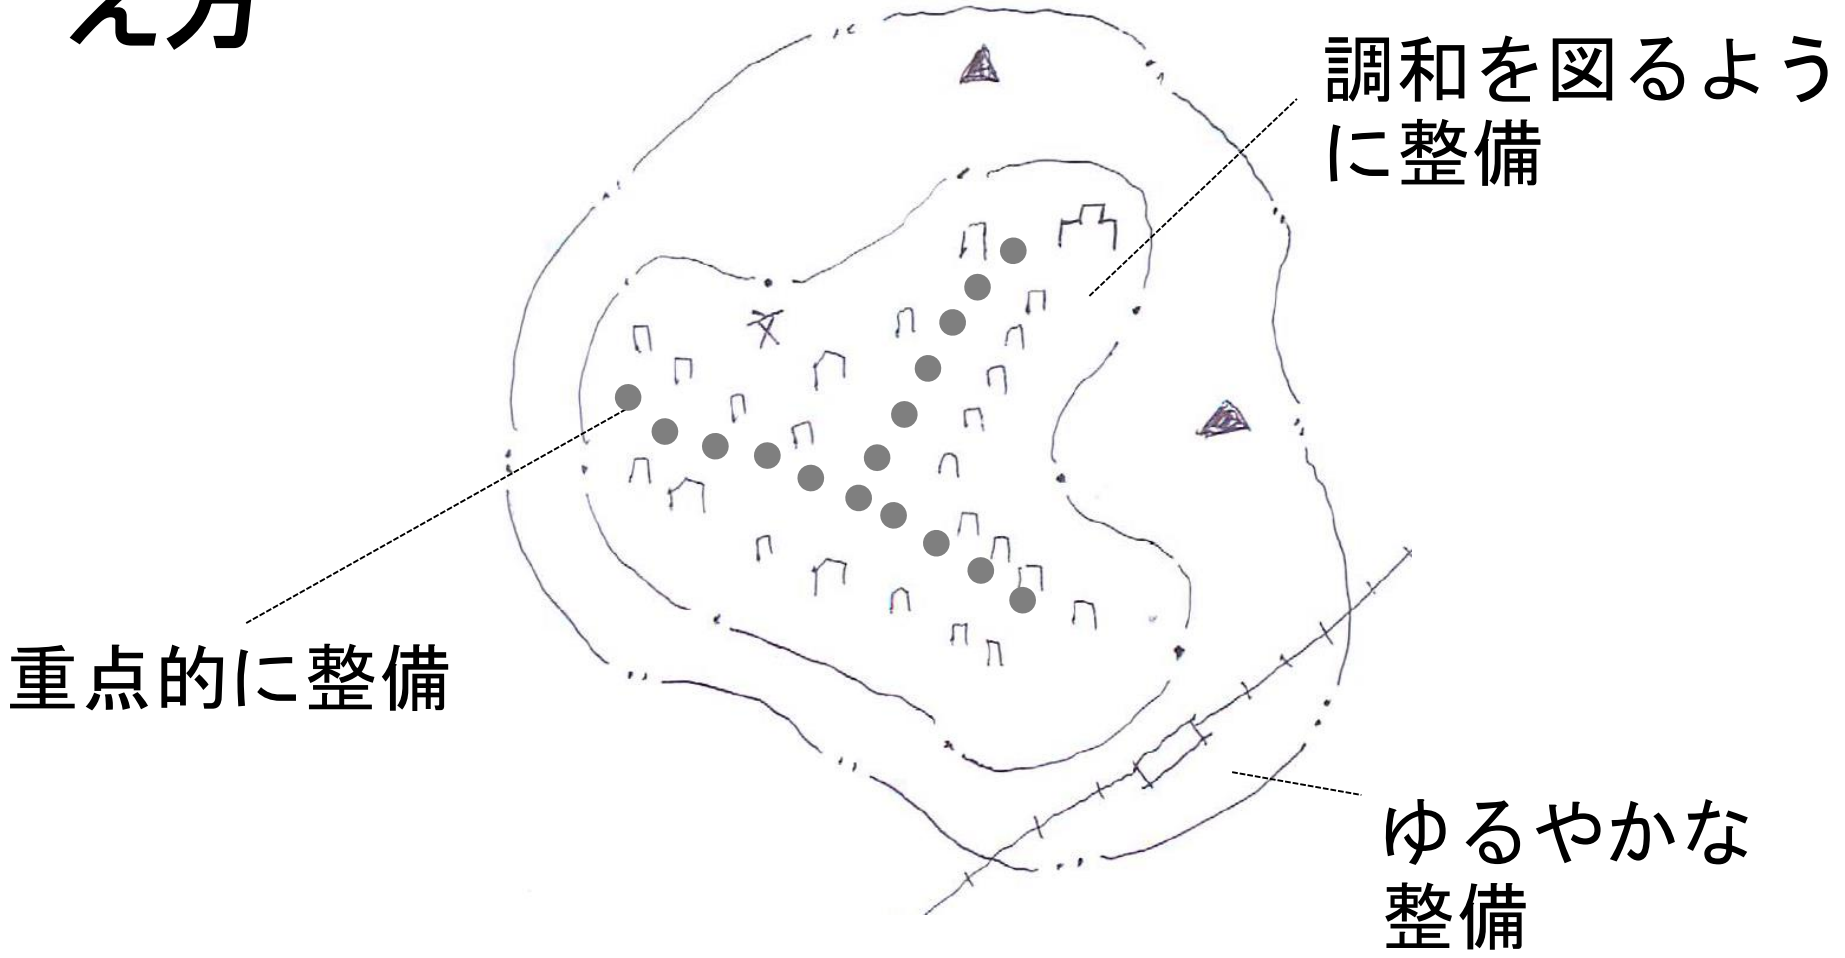 え方
調和を図るよう
に整備
重点的に整備
ゆるやかな
整備